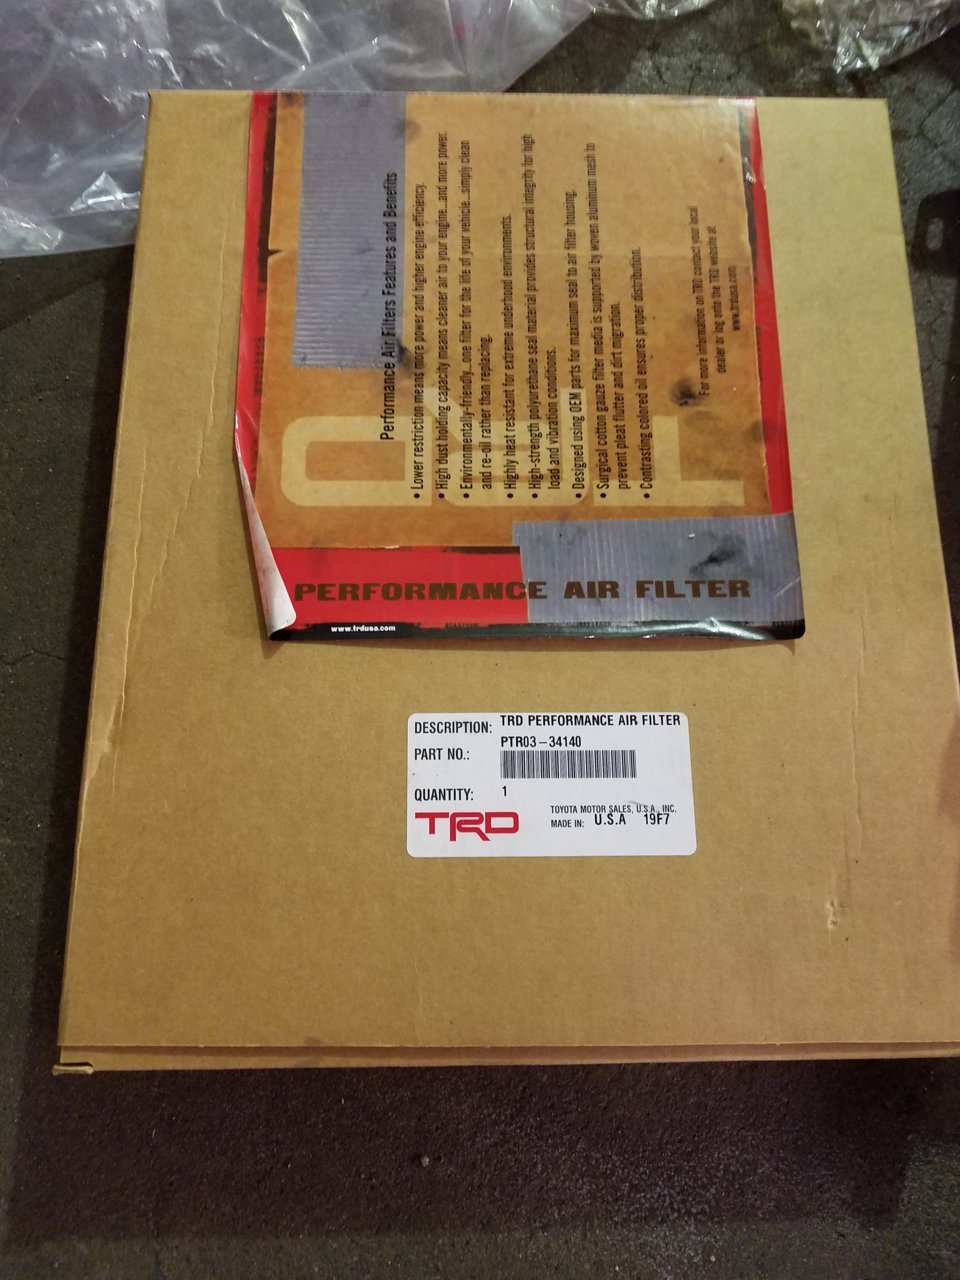 Performance Air Filters Features and Benefits
• Lower restriction means more power and higher engine efficiency.
• High dust holding capacity means cleaner air to your engine...and more power.
• Environmentally-friendly...one filter for the life of your vehicle...simply clean
and re-oil rather than replacing.
• Highly heat resistant for extreme underhood environments.
• High-strength polyurethane seal material provides structural integrity for high
load and vibration conditions.
• Designed using OEM parts for maximum seal to air filter housing.
• Surgical cotton gauze filter media is supported by woven aluminum mesh to
prevent pleat flutter and dirt migration.
• Contrasting colored oil ensures proper distribution.
For more information on TRD contact your local
dealer or log onto the TRD website at
www.trdusa.com
PERFORMANCE AIR FILTER
www.trdusa.com
DESCRIPTION: TRD PERFORMANCE AIR FILTER
PART NO.: PTR03-34140
QUANTITY: 1
TRD
TOYOTA MOTOR SALES, U.S.A., INC.
MADE IN: U.S.A 19F7